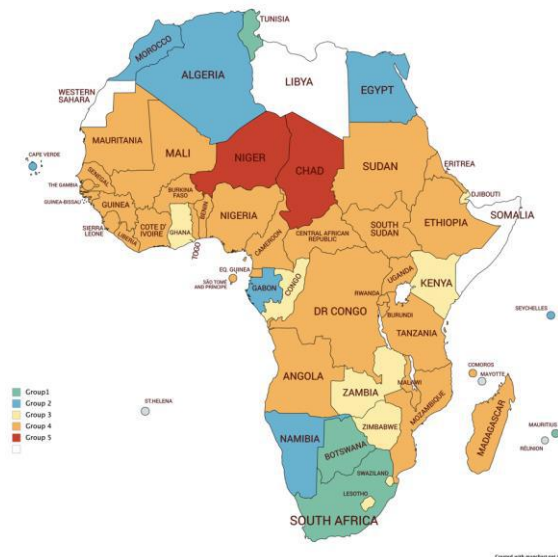 TUNISIA
MOROCCO
ALGERIA
LIBYA
EGYPT
WESTERN
SAHARA
MAURITANIA
MALI
NIGER
CHAD
SUDAN
ERITREA
CAPE VERDE
SENEGAL
THE GAMBIA
GUINEA-BISSAU
GUINEA
SIERRA
LEONE
LIBERIA
COTE D'
IVOIRE
BURKINA
FASO
GHANA
TOGO
BENIN
NIGERIA
CAMEROON
CENTRAL AFRICAN
REPUBLIC
SOUTH
SUDAN
ETHIOPIA
DJIBOUTI
SOMALIA
EQ. GUINEA
SÃO TOMÉ
AND PRÍNCIPE
GABON
CONGO
DR CONGO
UGANDA
KENYA
RWANDA
BURUNDI
TANZANIA
SEYCHELLES
COMOROS
MAYOTTE
ANGOLA
ZAMBIA
MALAWI
MOZAMBIQUE
ZIMBABWE
MADAGASCAR
MAURITIUS
RÉUNION
ST.HELENA
NAMIBIA
BOTSWANA
SWAZILAND
LESOTHO
SOUTH AFRICA
Group1
Group 2
Group 3
Group 4
Group 5